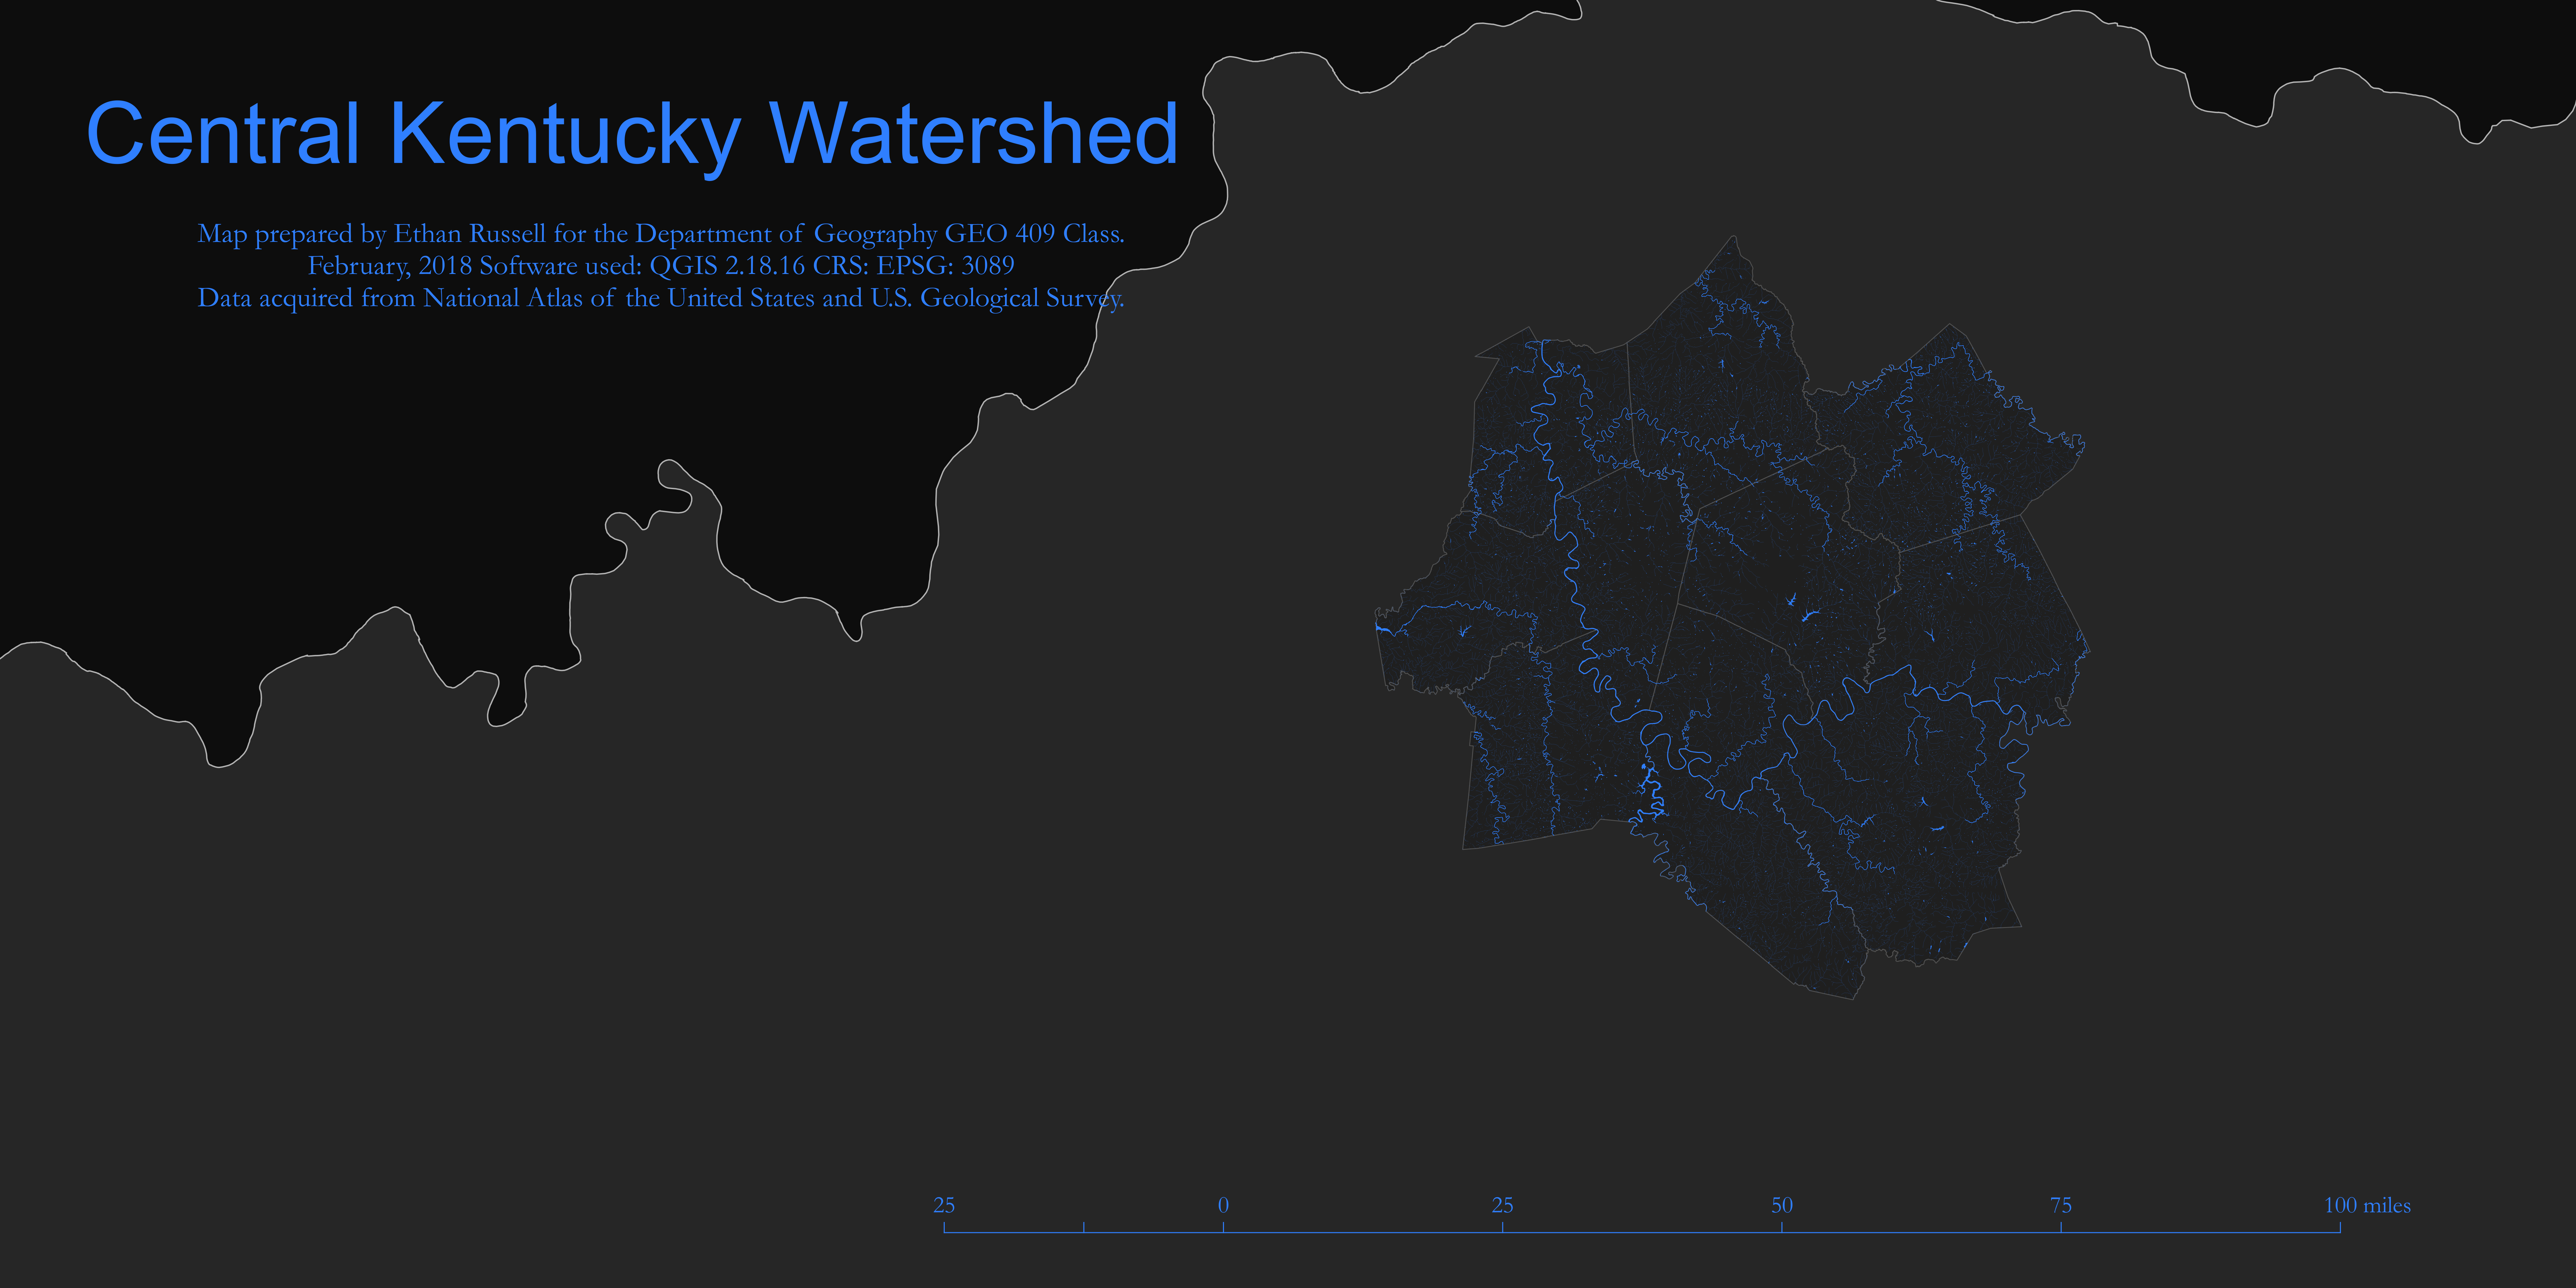 Central Kentucky Watershed
Map prepared by Ethan Russell for the Department of Geography GEO 409 Class.
February, 2018 Software used: QGIS 2.18.16 CRS: EPSG: 3089
Data acquired from National Atlas of the United States and U.S. Geological Survey.
25 0 25 50 75 100 miles